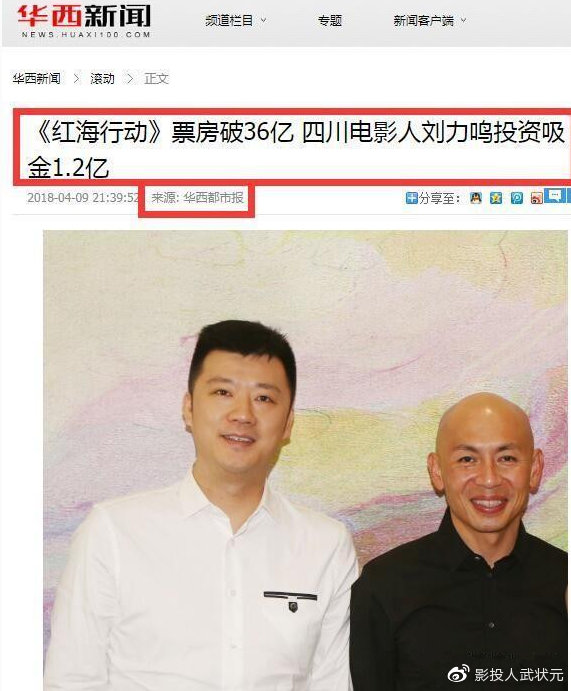 华西新闻
NEWS.HUAXI100.COM
频道栏目 专题 新闻客户端
华西新闻 > 滚动 > 正文
《红海行动》票房破36亿 四川电影人刘力鸣投资吸
金1.2亿
2018-04-09 21:39:52 来源: 华西都市报 分享至：
影投人武状元